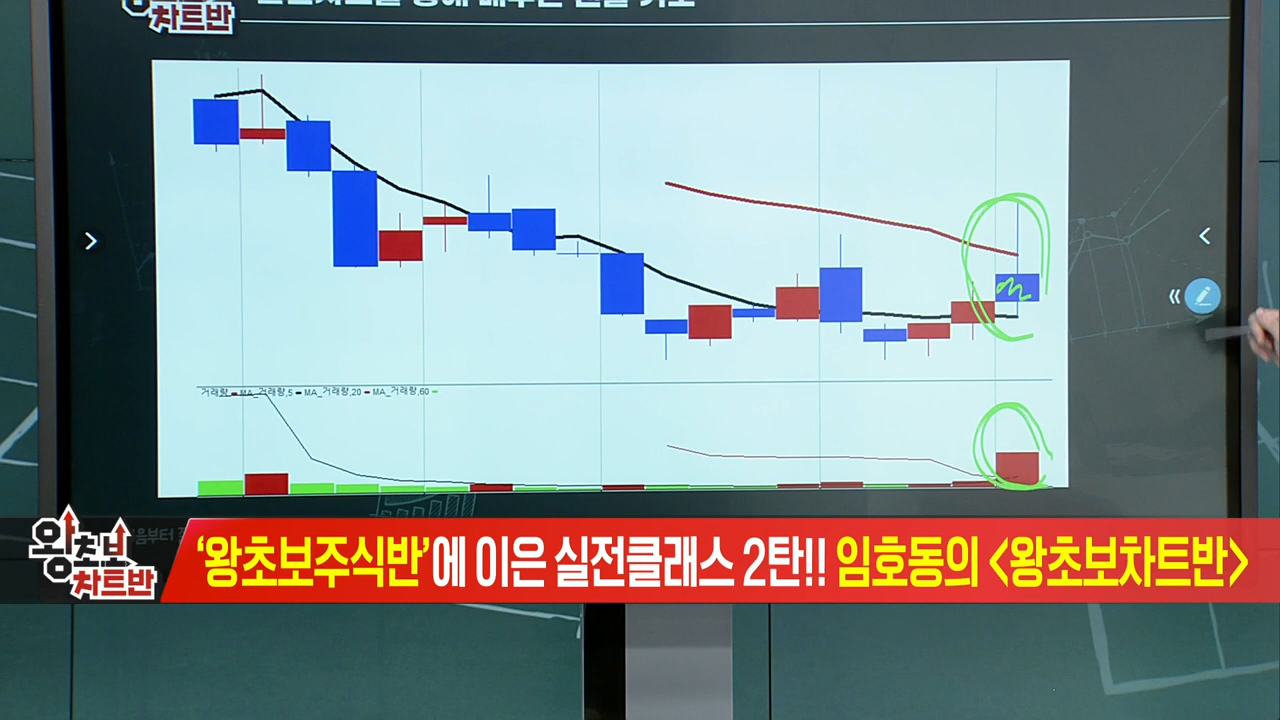 차트반
거래량 MA_거래량,5 MA_거래량,20 MA_거래량,60
왕초보
차트반
‘왕초보주식반’에 이은 실전클래스 2탄!! 임호동의 <왕초보차트반>